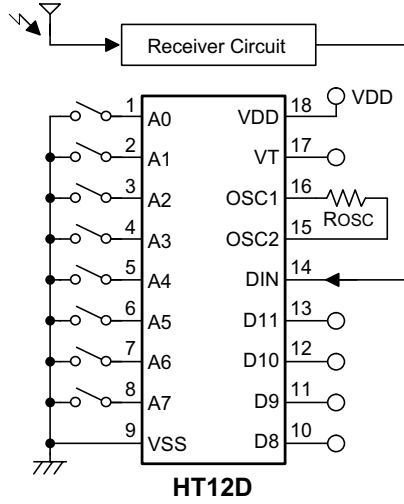 Receiver Circuit
1 A0 VDD 18 VDD
2 A1 VT 17
3 A2 OSC1 16
ROSC
4 A3 OSC2 15
5 A4 DIN 14
6 A5 D11 13
7 A6 D10 12
8 A7 D9 11
9 VSS D8 10
HT12D